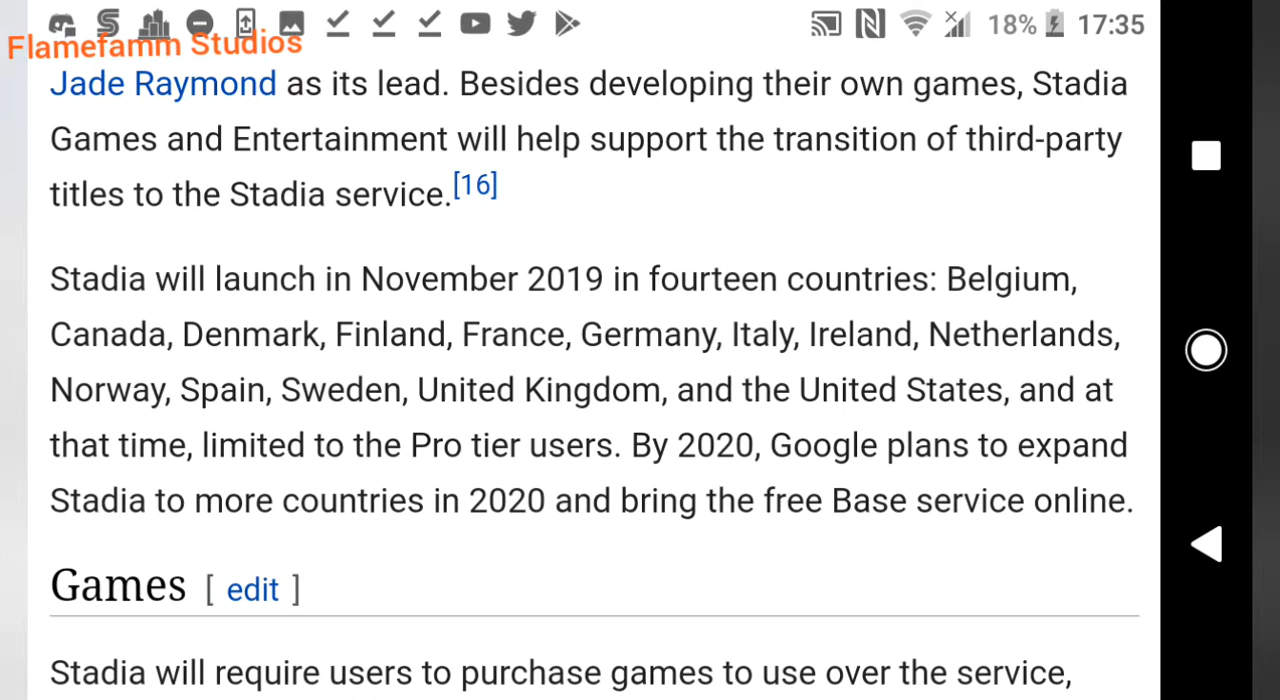 18% 17:35
Flamefamm Studios
Jade Raymond as its lead. Besides developing their own games, Stadia
Games and Entertainment will help support the transition of third-party
titles to the Stadia service.[16]
Stadia will launch in November 2019 in fourteen countries: Belgium,
Canada, Denmark, Finland, France, Germany, Italy, Ireland, Netherlands,
Norway, Spain, Sweden, United Kingdom, and the United States, and at
that time, limited to the Pro tier users. By 2020, Google plans to expand
Stadia to more countries in 2020 and bring the free Base service online.
Games [ edit ]
Stadia will require users to purchase games to use over the service,